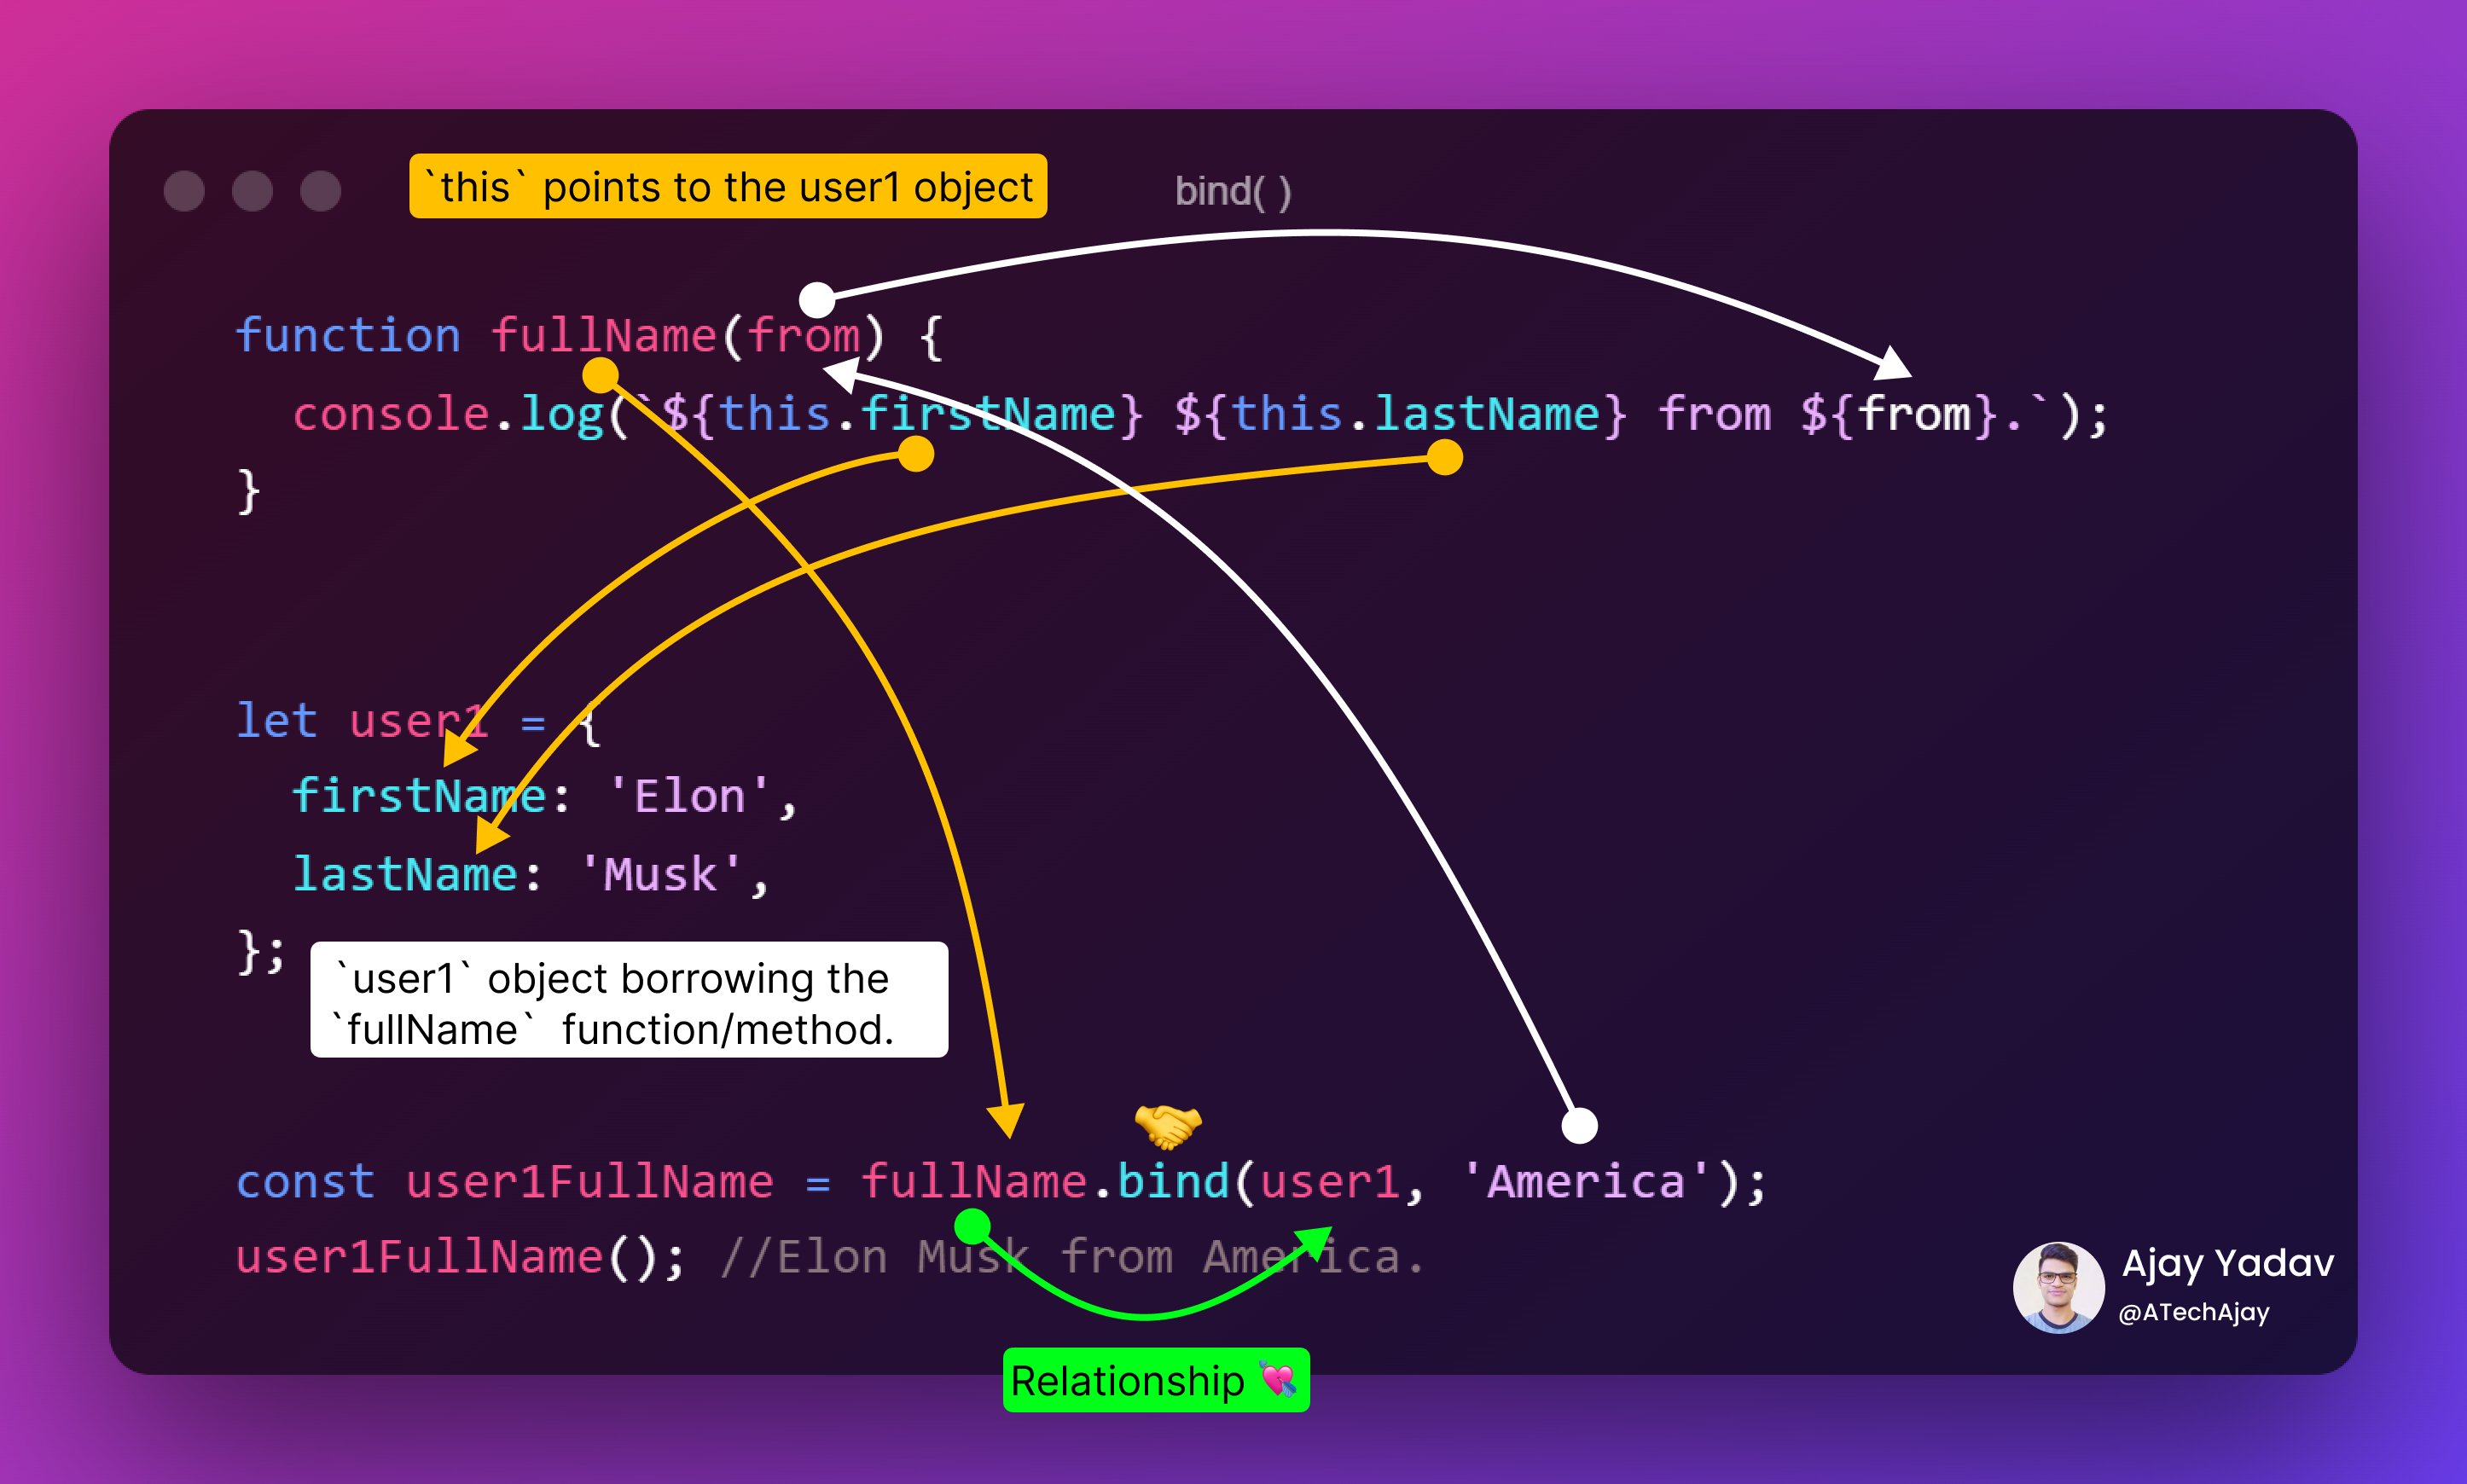 `this` points to the user1 object
bind( )
function fullName(from) {
  console.log(`${this.firstName} ${this.lastName} from ${from}.`);
}
let user1 = {
  firstName: 'Elon',
  lastName: 'Musk',
};
`user1` object borrowing the
`fullName` function/method.
const user1FullName = fullName.bind(user1, 'America');
user1FullName(); //Elon Musk from America.
Relationship 💘
Ajay Yadav
@ATechAjay